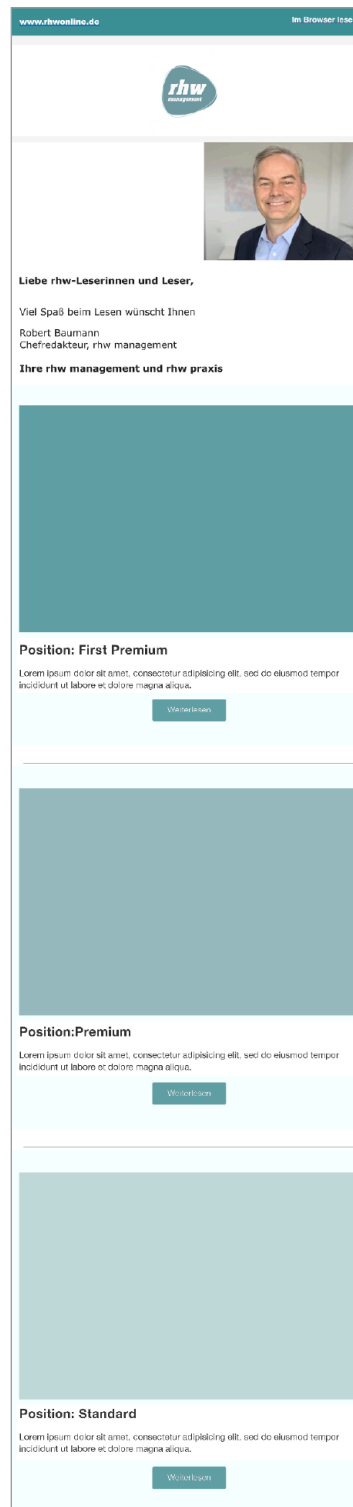 www.rhwonline.de
Im Browser lese
rhw
management
Liebe rhw-Leserinnen und Leser,
Viel Spaß beim Lesen wünscht Ihnen
Robert Baumann
Chefredakteur, rhw management
Ihre rhw management und rhw praxis
Position: First Premium
Lorem ipsum dolor sit amet, consectetur adipisicing elit, sed do eiusmod tempor
incididunt ut labore et dolore magna aliqua.
Weiterlesen
Position:Premium
Lorem ipsum dolor sit amet, consectetur adipisicing elit, sed do eiusmod tempor
incididunt ut labore et dolore magna aliqua.
Weiterlesen
Position: Standard
Lorem ipsum dolor sit amet, consectetur adipisicing elit, sed do eiusmod tempor
incididunt ut labore et dolore magna aliqua.
Weiterlesen